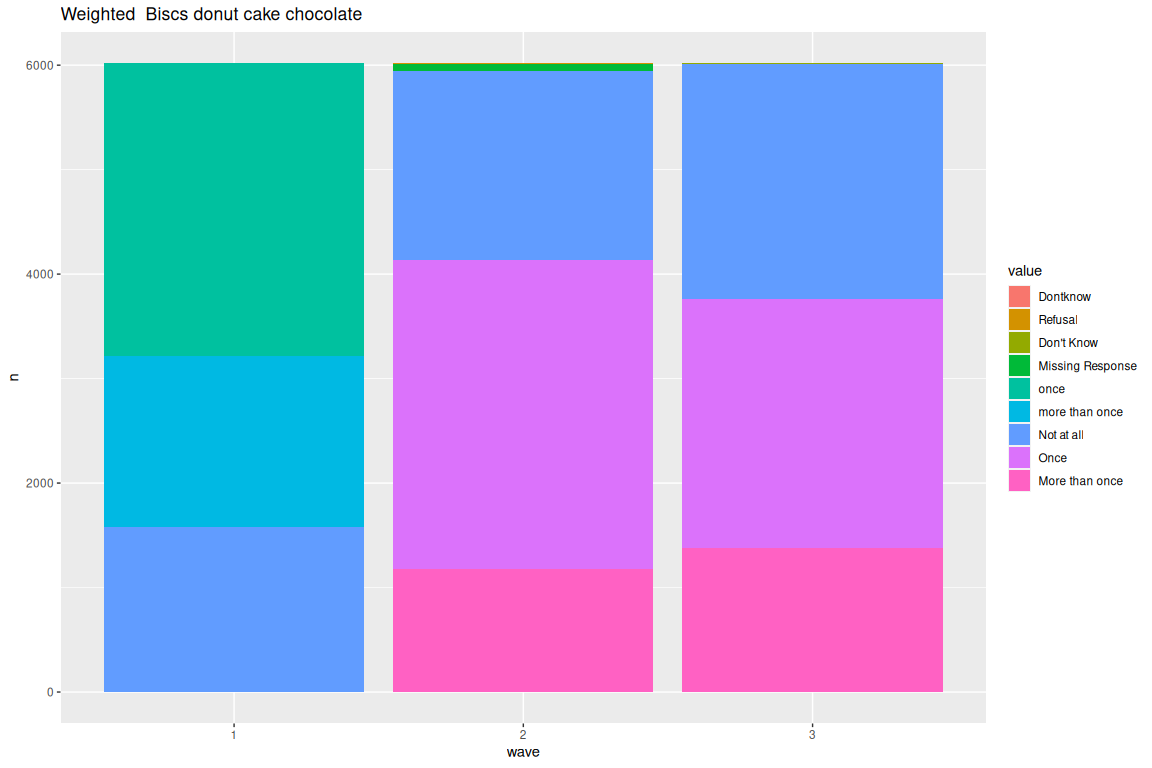 Weighted  Biscs donut cake chocolate
6000
4000
2000
0
n
1
2
3
wave
value
Dontknow
Refusal
Don't Know
Missing Response
once
more than once
Not at all
Once
More than once